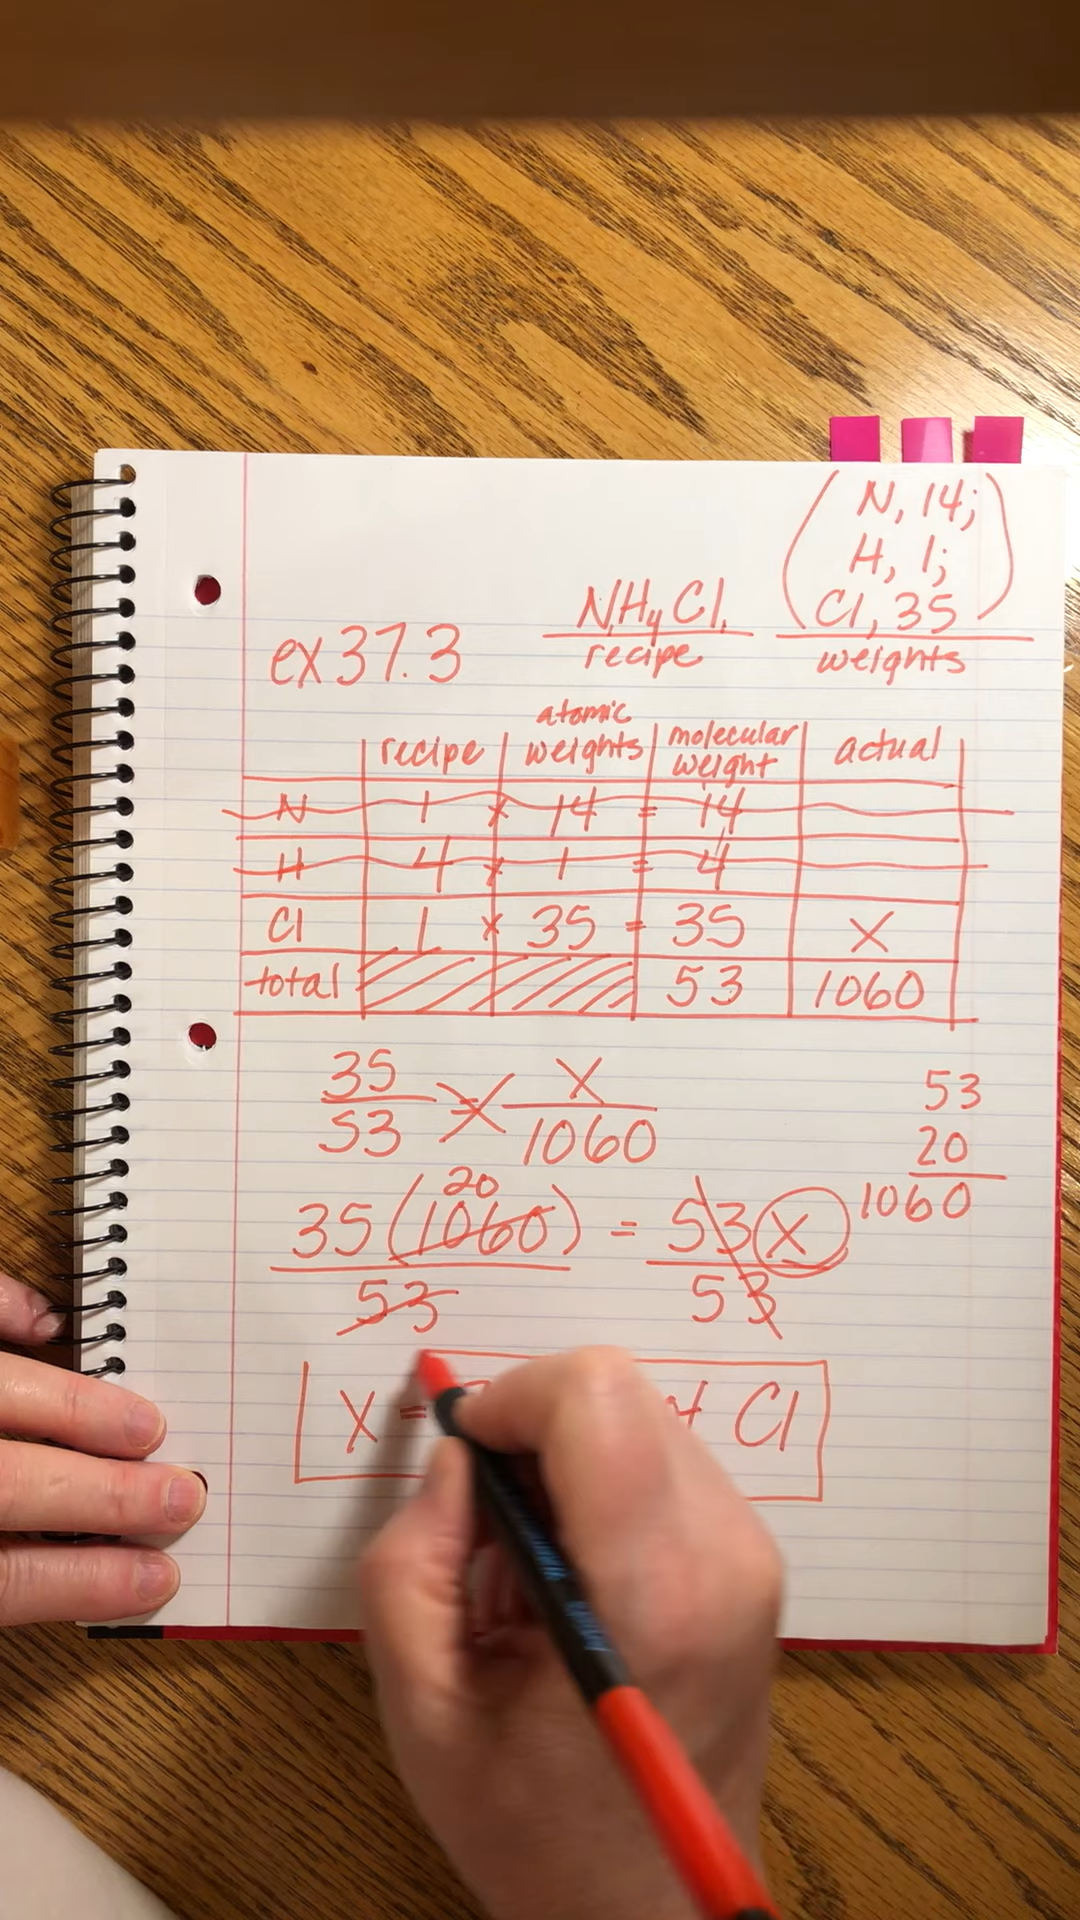 N, 14;
H, 1;
Cl, 35
weights
N₁H₄Cl₁
recipe
ex 37.3
recipe | atomic weights | molecular weight | actual
N | 1 × 14 = 14
H | 4 × 1 = 4
Cl | 1 × 35 = 35 | X
total | 53 | 1060
35/53 = X/1060
53
20
1060
20
35(1060) = 53 X
53 53
X = Cl